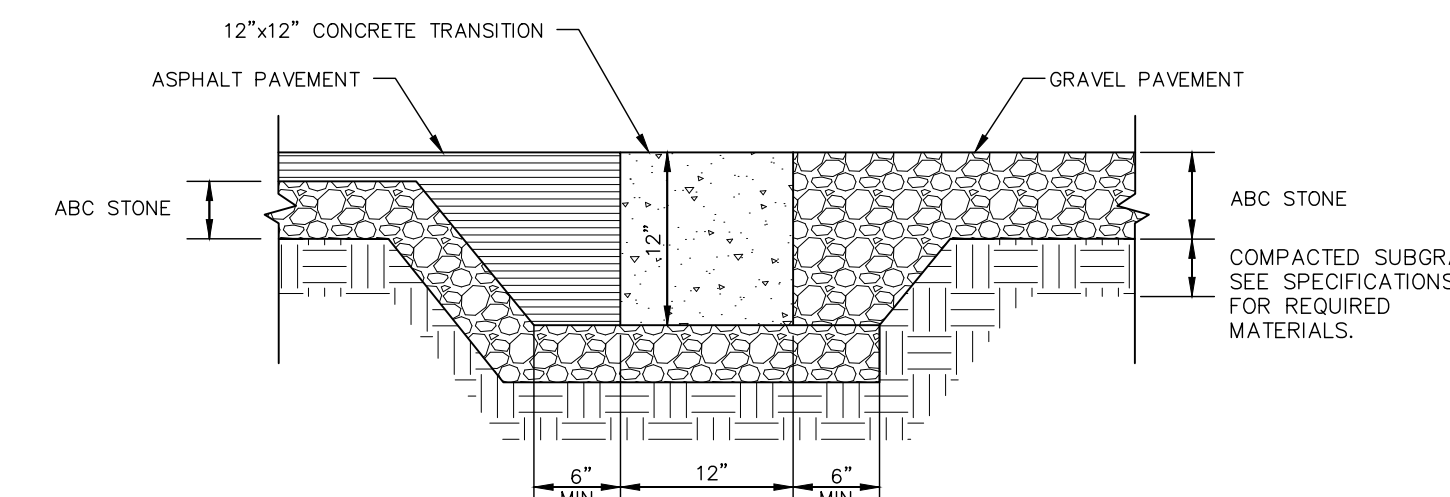 12”x12” CONCRETE TRANSITION
ASPHALT PAVEMENT
GRAVEL PAVEMENT
ABC STONE
ABC STONE
12”
COMPACTED SUBGRA
SEE SPECIFICATIONS
FOR REQUIRED
MATERIALS.
6” 12” 6”
MIN MIN